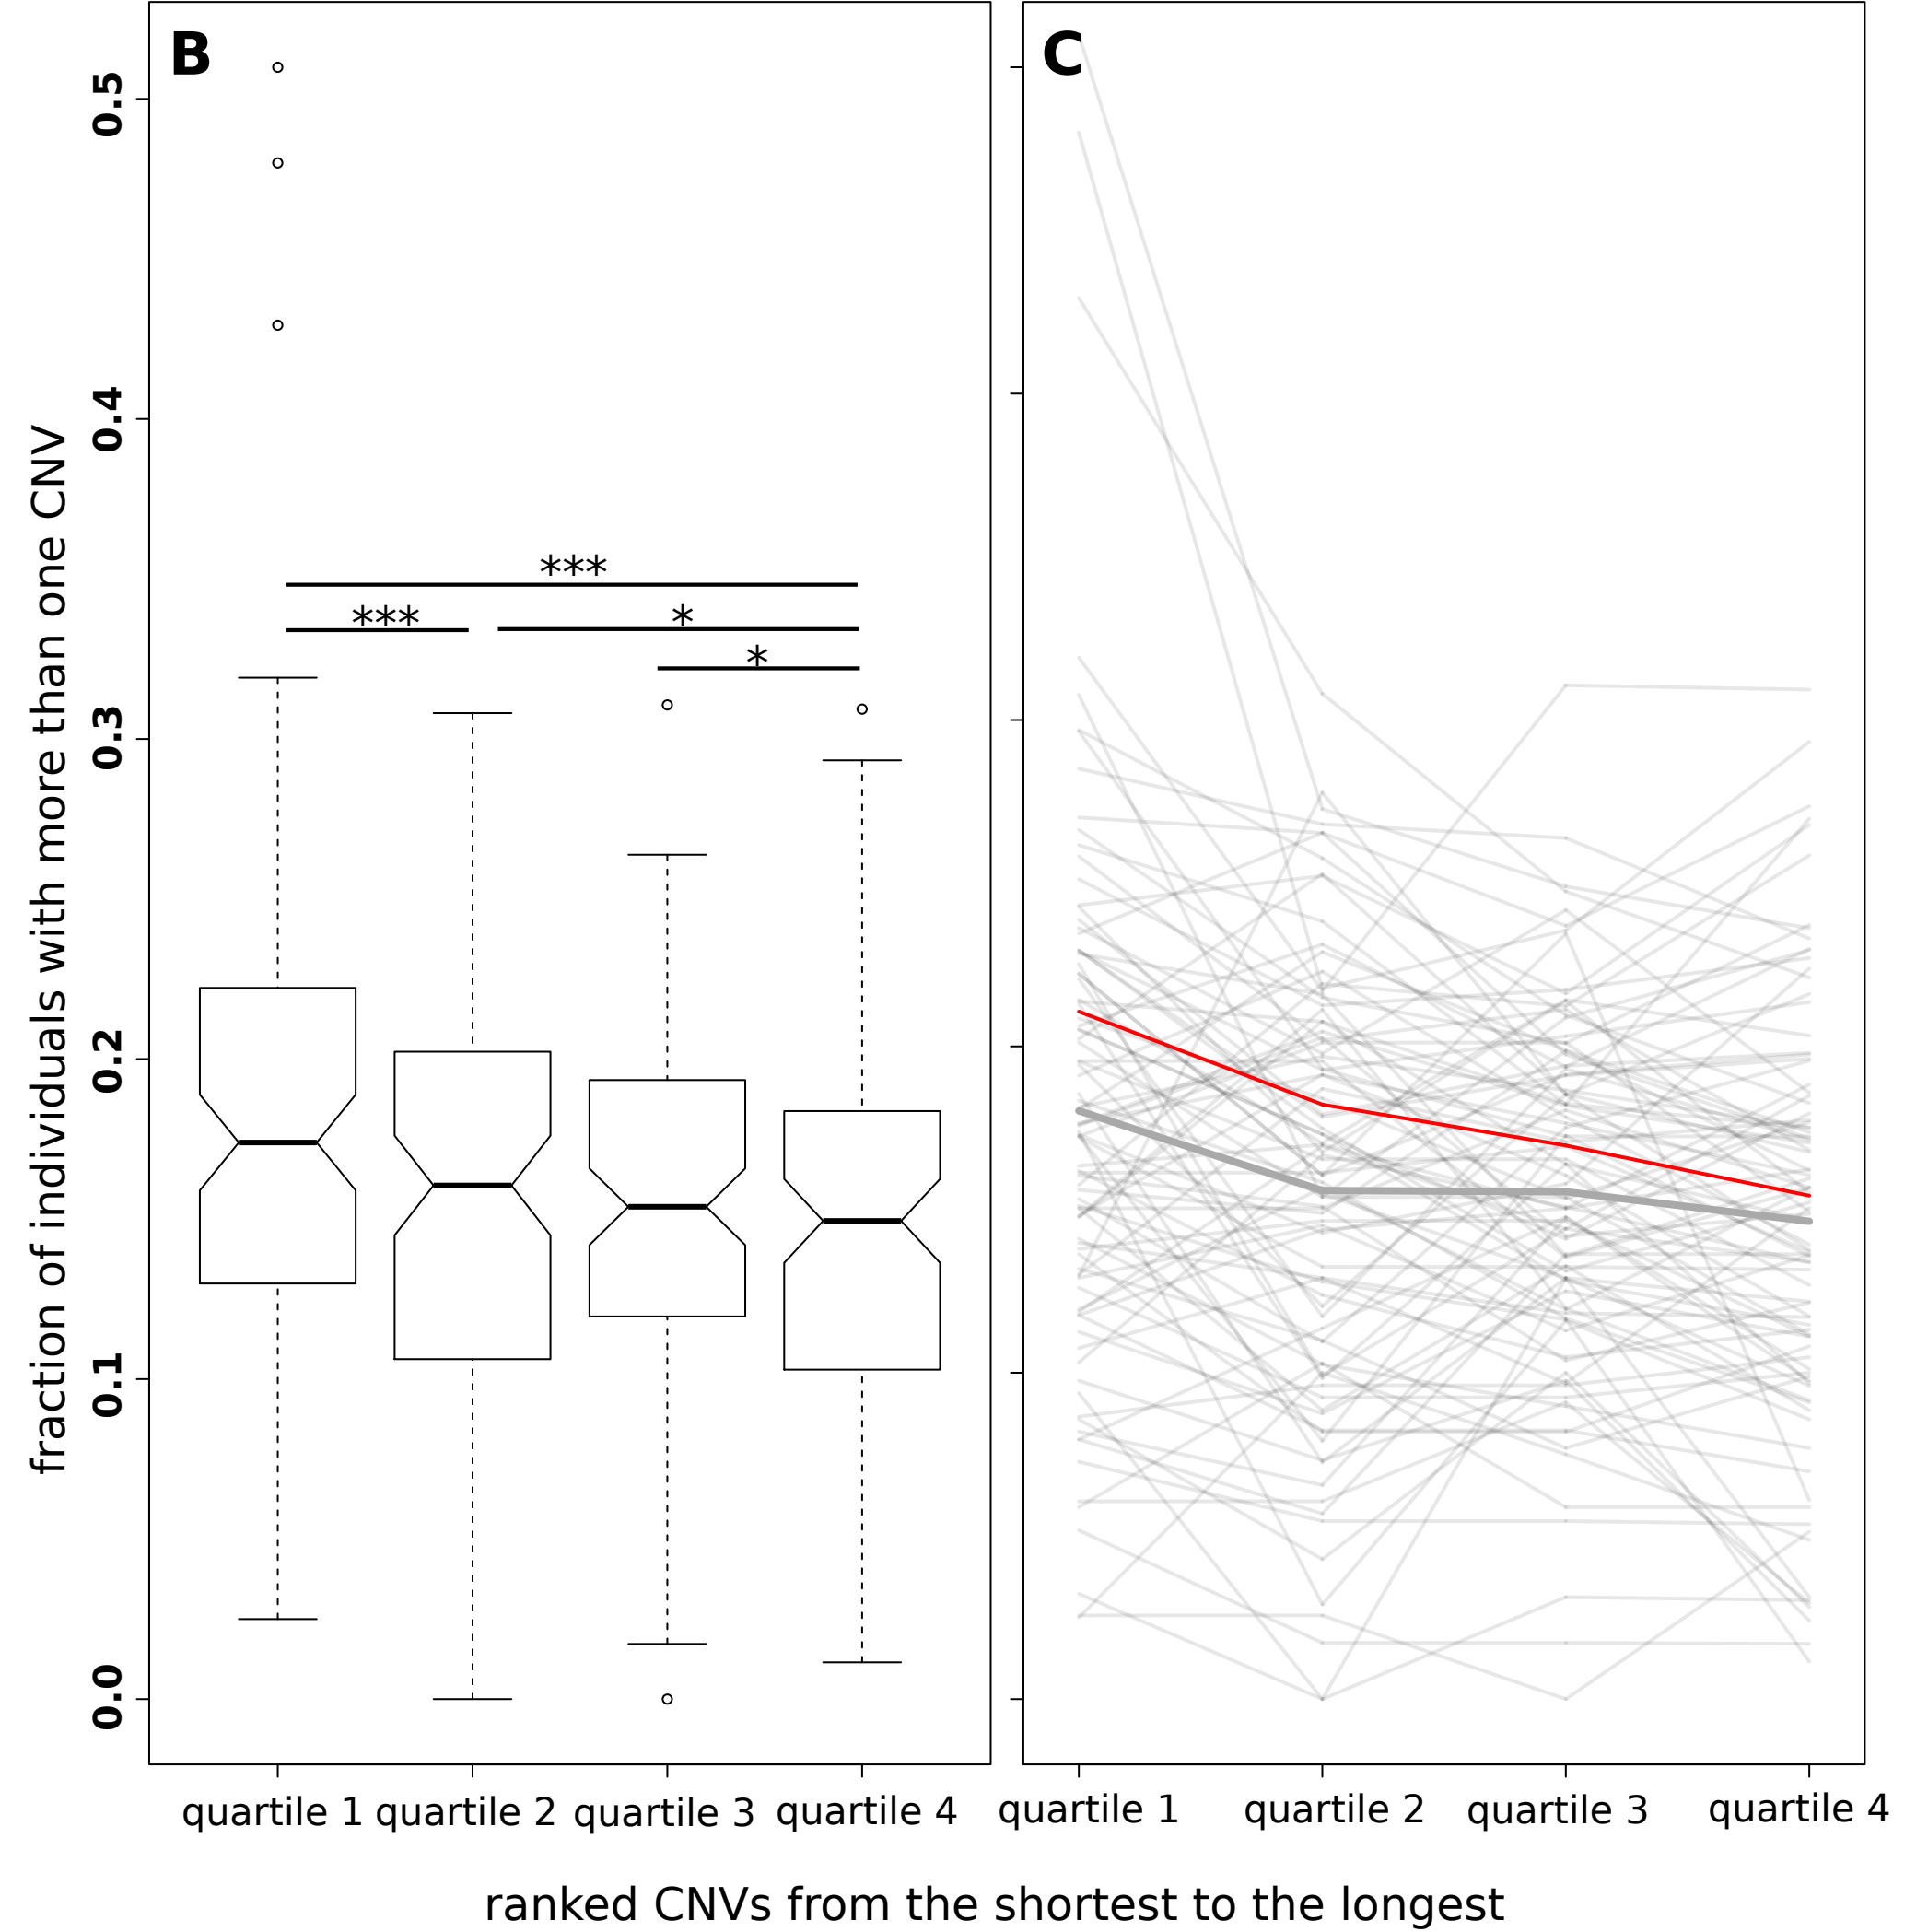 B
C
fraction of individuals with more than one CNV
0.5
0.4
0.3
0.2
0.1
0.0
***
***
*
*
quartile 1 quartile 2 quartile 3 quartile 4
quartile 1 quartile 2 quartile 3 quartile 4
ranked CNVs from the shortest to the longest